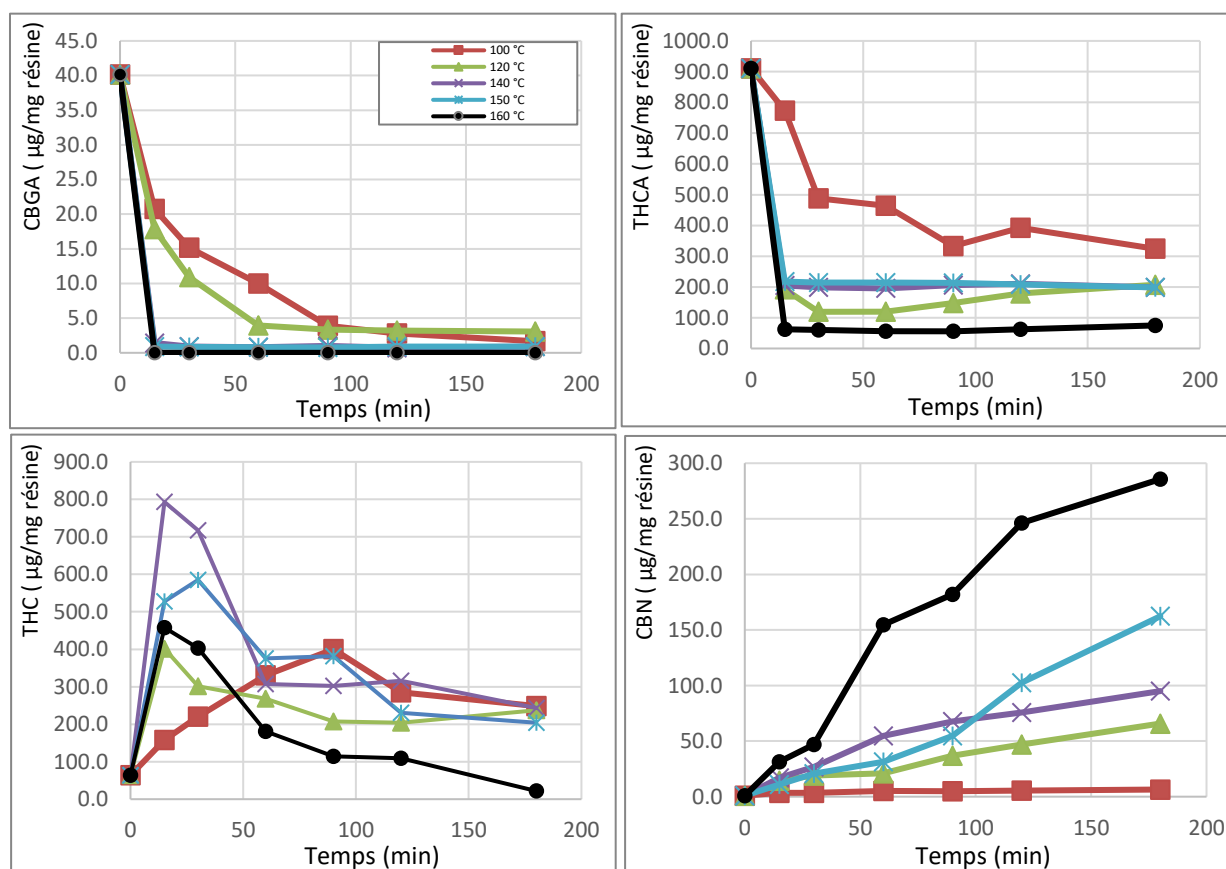 45.0
40.0
35.0
30.0
25.0
20.0
15.0
10.0
5.0
0.0
CBGA ( µg/mg résine)
100 °C
120 °C
140 °C
150 °C
160 °C
0 50 100 150 200
Temps (min)
1000.0
900.0
800.0
700.0
600.0
500.0
400.0
300.0
200.0
100.0
0.0
THCA ( µg/mg résine)
0 50 100 150 200
Temps (min)
900.0
800.0
700.0
600.0
500.0
400.0
300.0
200.0
100.0
0.0
THC ( µg/mg résine)
0 50 100 150 200
Temps (min)
300.0
250.0
200.0
150.0
100.0
50.0
0.0
CBN ( µg/mg résine)
0 50 100 150 200
Temps (min)